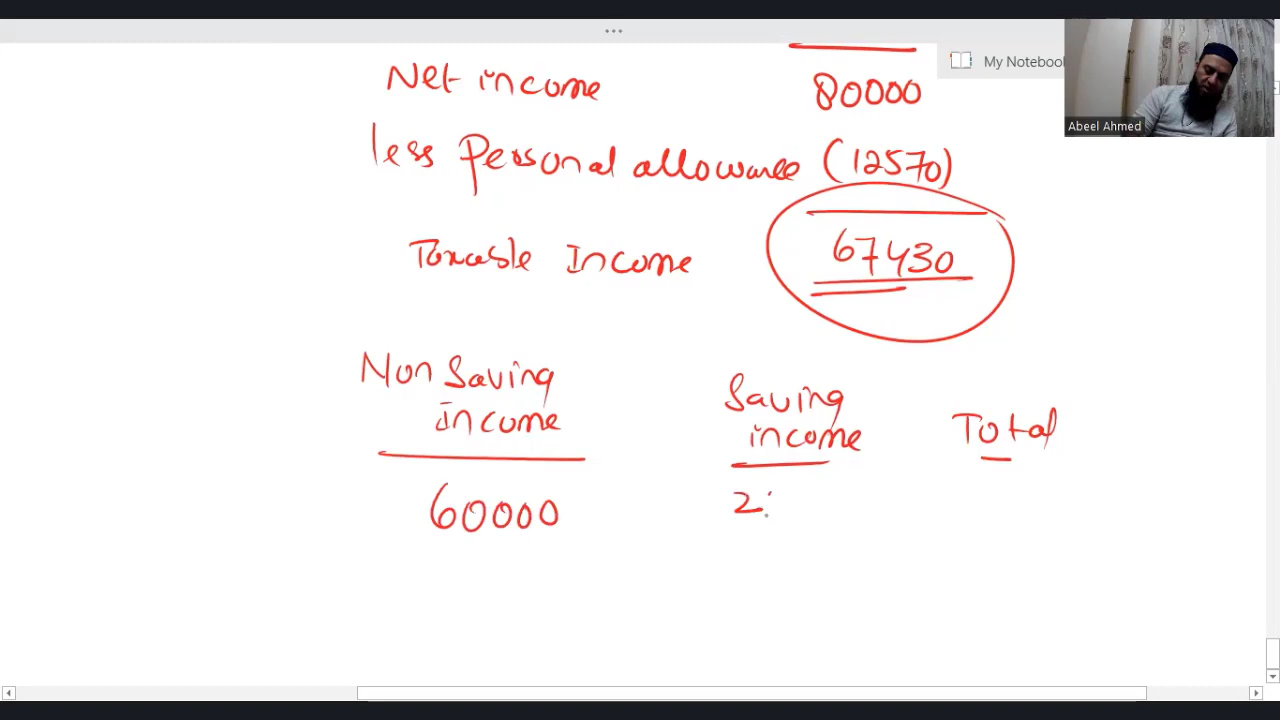 My Notebook
Abeel Ahmed
Net income 80000
less Personal allowance (12570)
Taxable Income 67430
Non Saving income
Saving income
Total
60000 2